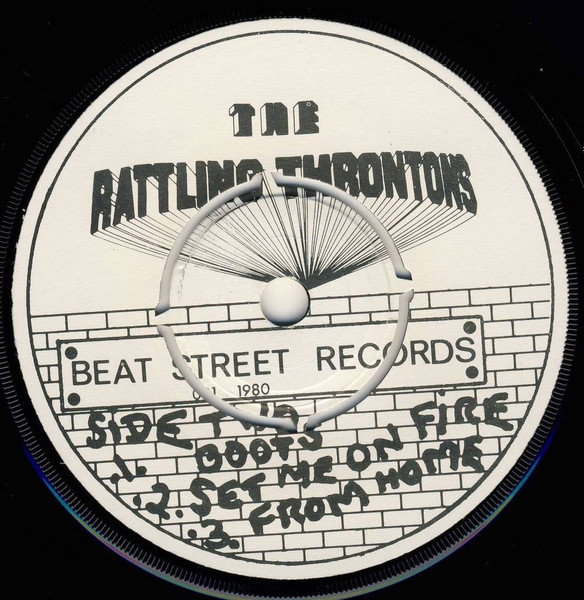 THE
RATTLING THRONTONS
BEAT STREET RECORDS
001 1980
SIDE TWO
.1. BOOTS
.2. SET ME ON FIRE
.3. FROM HOME